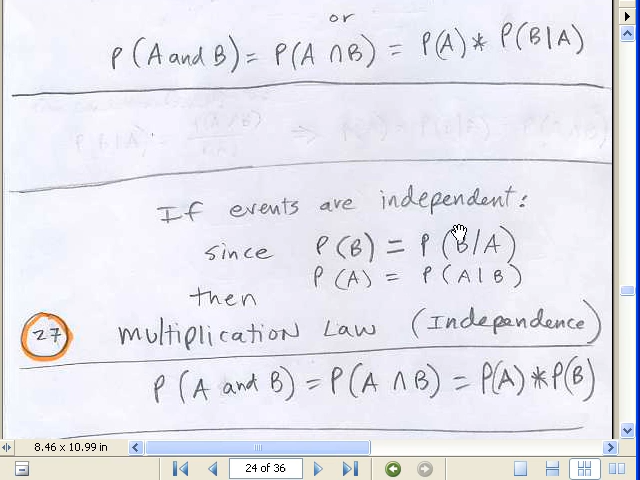 or
P(A and B) = P(A ∩ B) = P(A) * P(B|A)
If events are independent:
since P(B) = P(B/A)
P(A) = P(A|B)
then
27 Multiplication Law (Independence)
P(A and B) = P(A ∩ B) = P(A) * P(B)
8.46 x 10.99 in
24 of 36